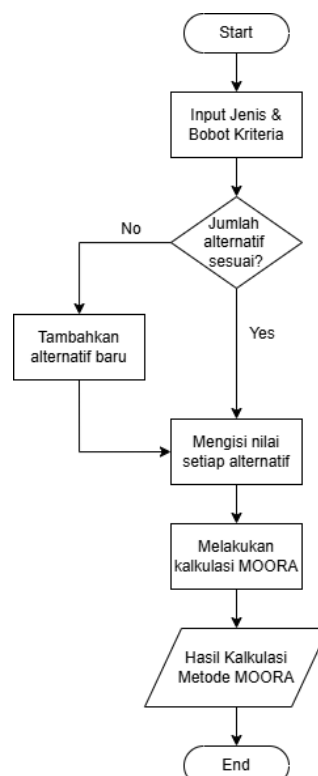 Start
Input Jenis &
Bobot Kriteria
Jumlah
alternatif
sesuai?
No
Yes
Tambahkan
alternatif baru
Mengisi nilai
setiap alternatif
Melakukan
kalkulasi MOORA
Hasil Kalkulasi
Metode MOORA
End